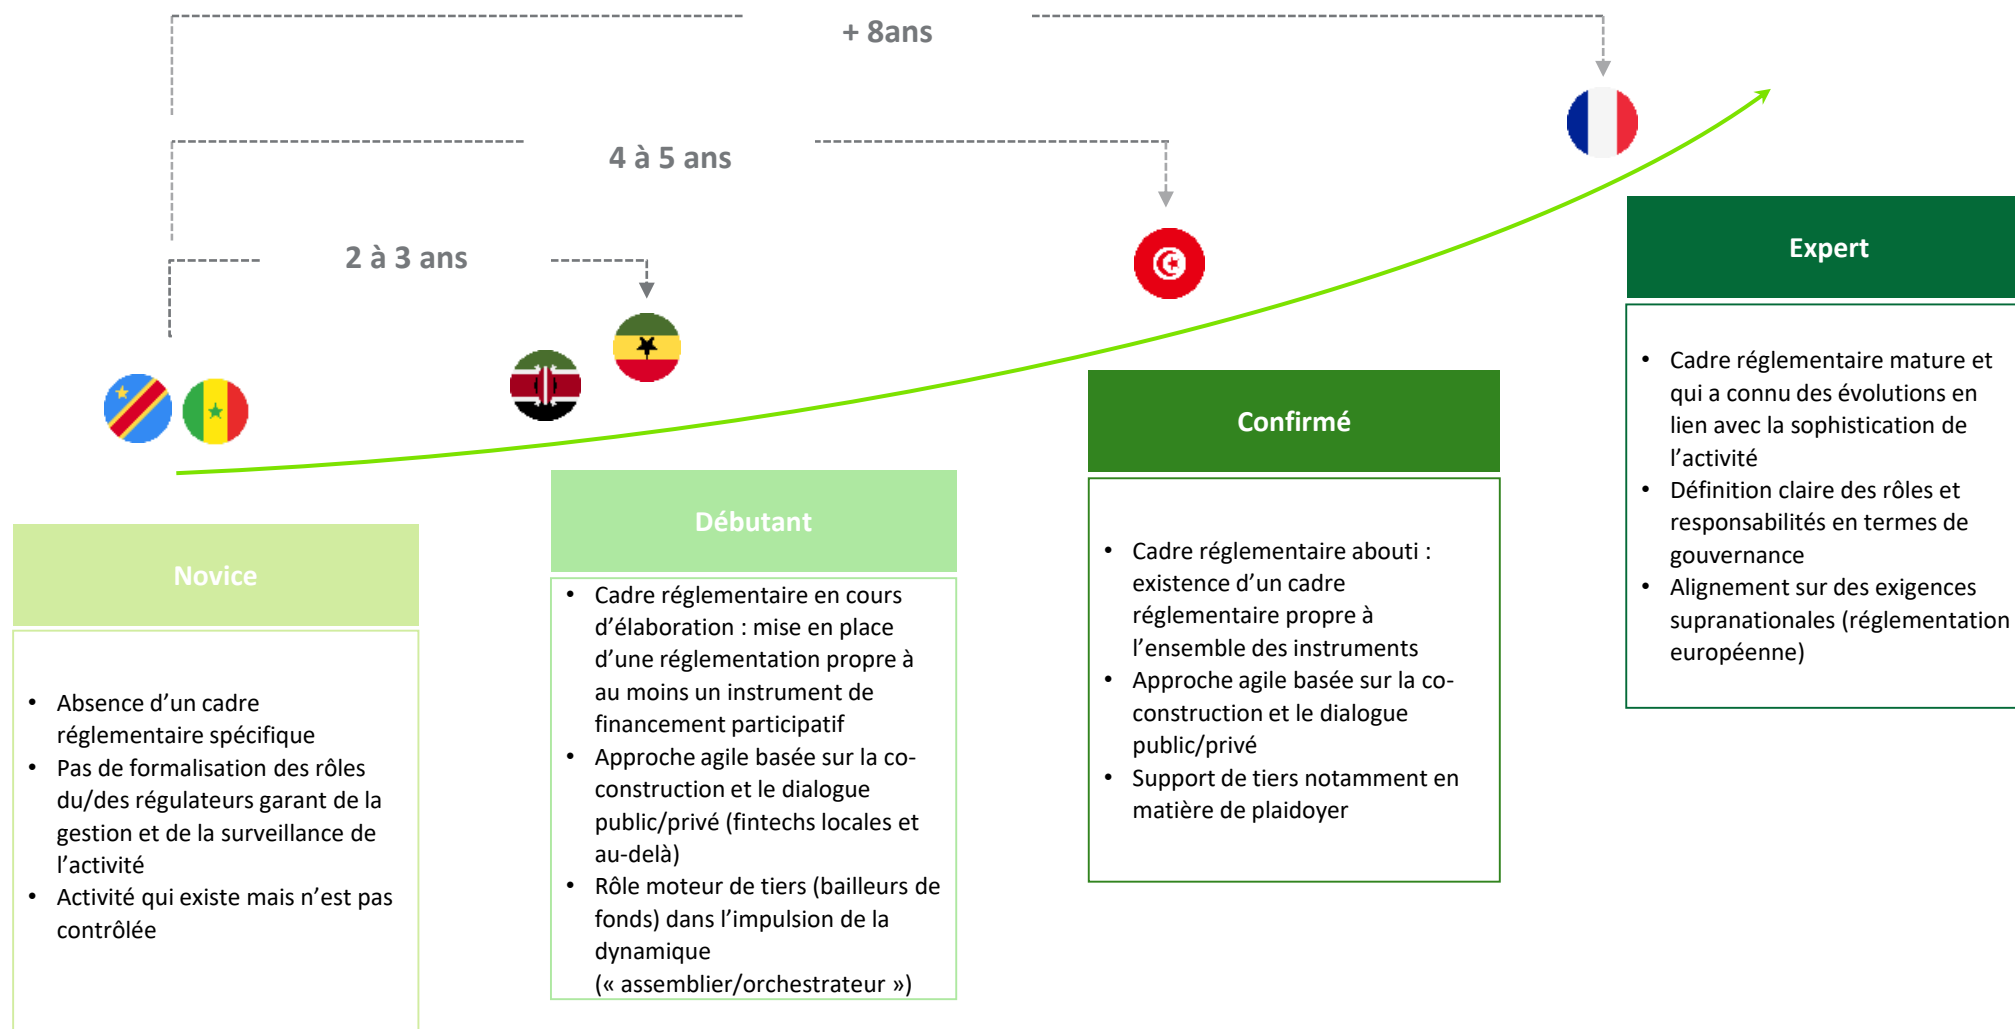 + 8ans
4 à 5 ans
2 à 3 ans
Novice
• Absence d’un cadre
réglementaire spécifique
• Pas de formalisation des rôles
du/des régulateurs garant de la
gestion et de la surveillance de
l’activité
• Activité qui existe mais n’est pas
contrôlée
Débutant
• Cadre réglementaire en cours
d’élaboration : mise en place
d’une réglementation propre à
au moins un instrument de
financement participatif
• Approche agile basée sur la co-
construction et le dialogue
public/privé (fintechs locales et
au-delà)
• Rôle moteur de tiers (bailleurs de
fonds) dans l’impulsion de la
dynamique
(« assemblier/orchestrateur »)
Confirmé
• Cadre réglementaire abouti :
existence d’un cadre
réglementaire propre à
l’ensemble des instruments
• Approche agile basée sur la co-
construction et le dialogue
public/privé
• Support de tiers notamment en
matière de plaidoyer
Expert
• Cadre réglementaire mature et
qui a connu des évolutions en
lien avec la sophistication de
l’activité
• Définition claire des rôles et
responsabilités en termes de
gouvernance
• Alignement sur des exigences
supranationales (réglementation
européenne)